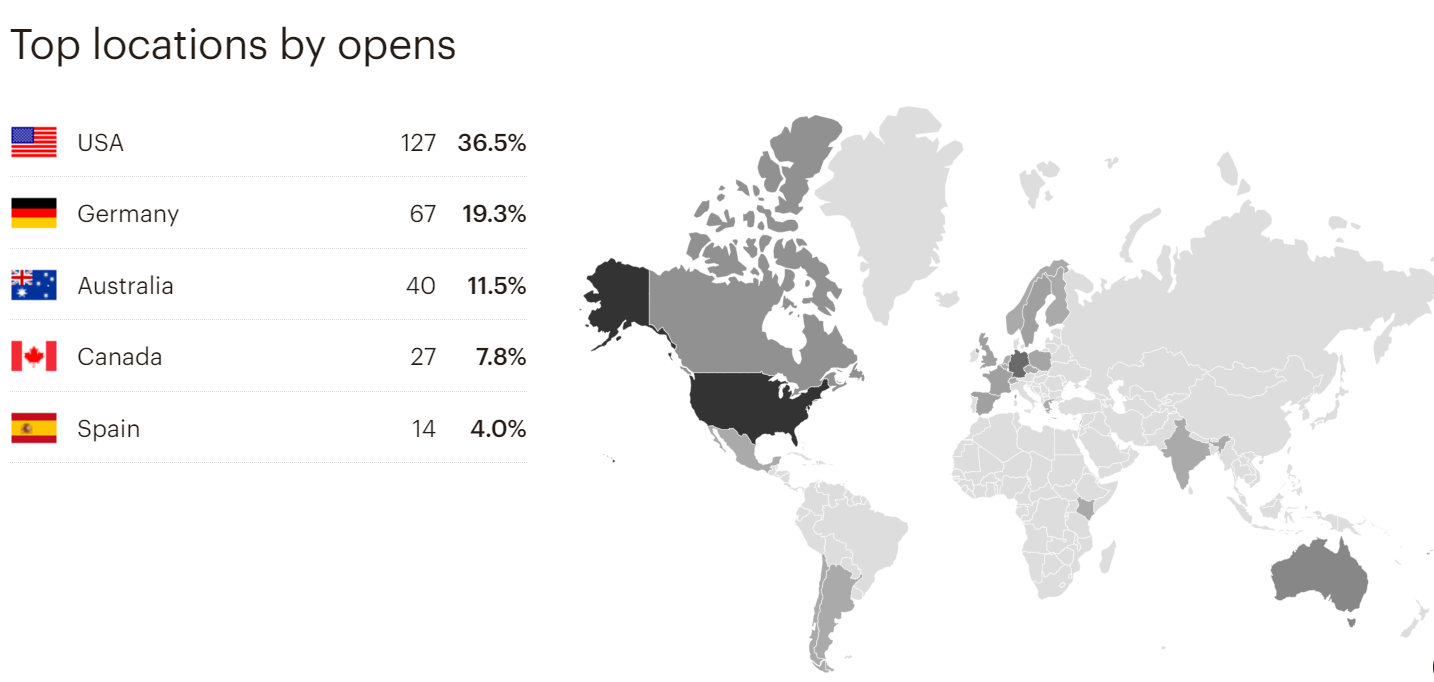 Top locations by opens
USA 127 36.5%
Germany 67 19.3%
Australia 40 11.5%
Canada 27 7.8%
Spain 14 4.0%